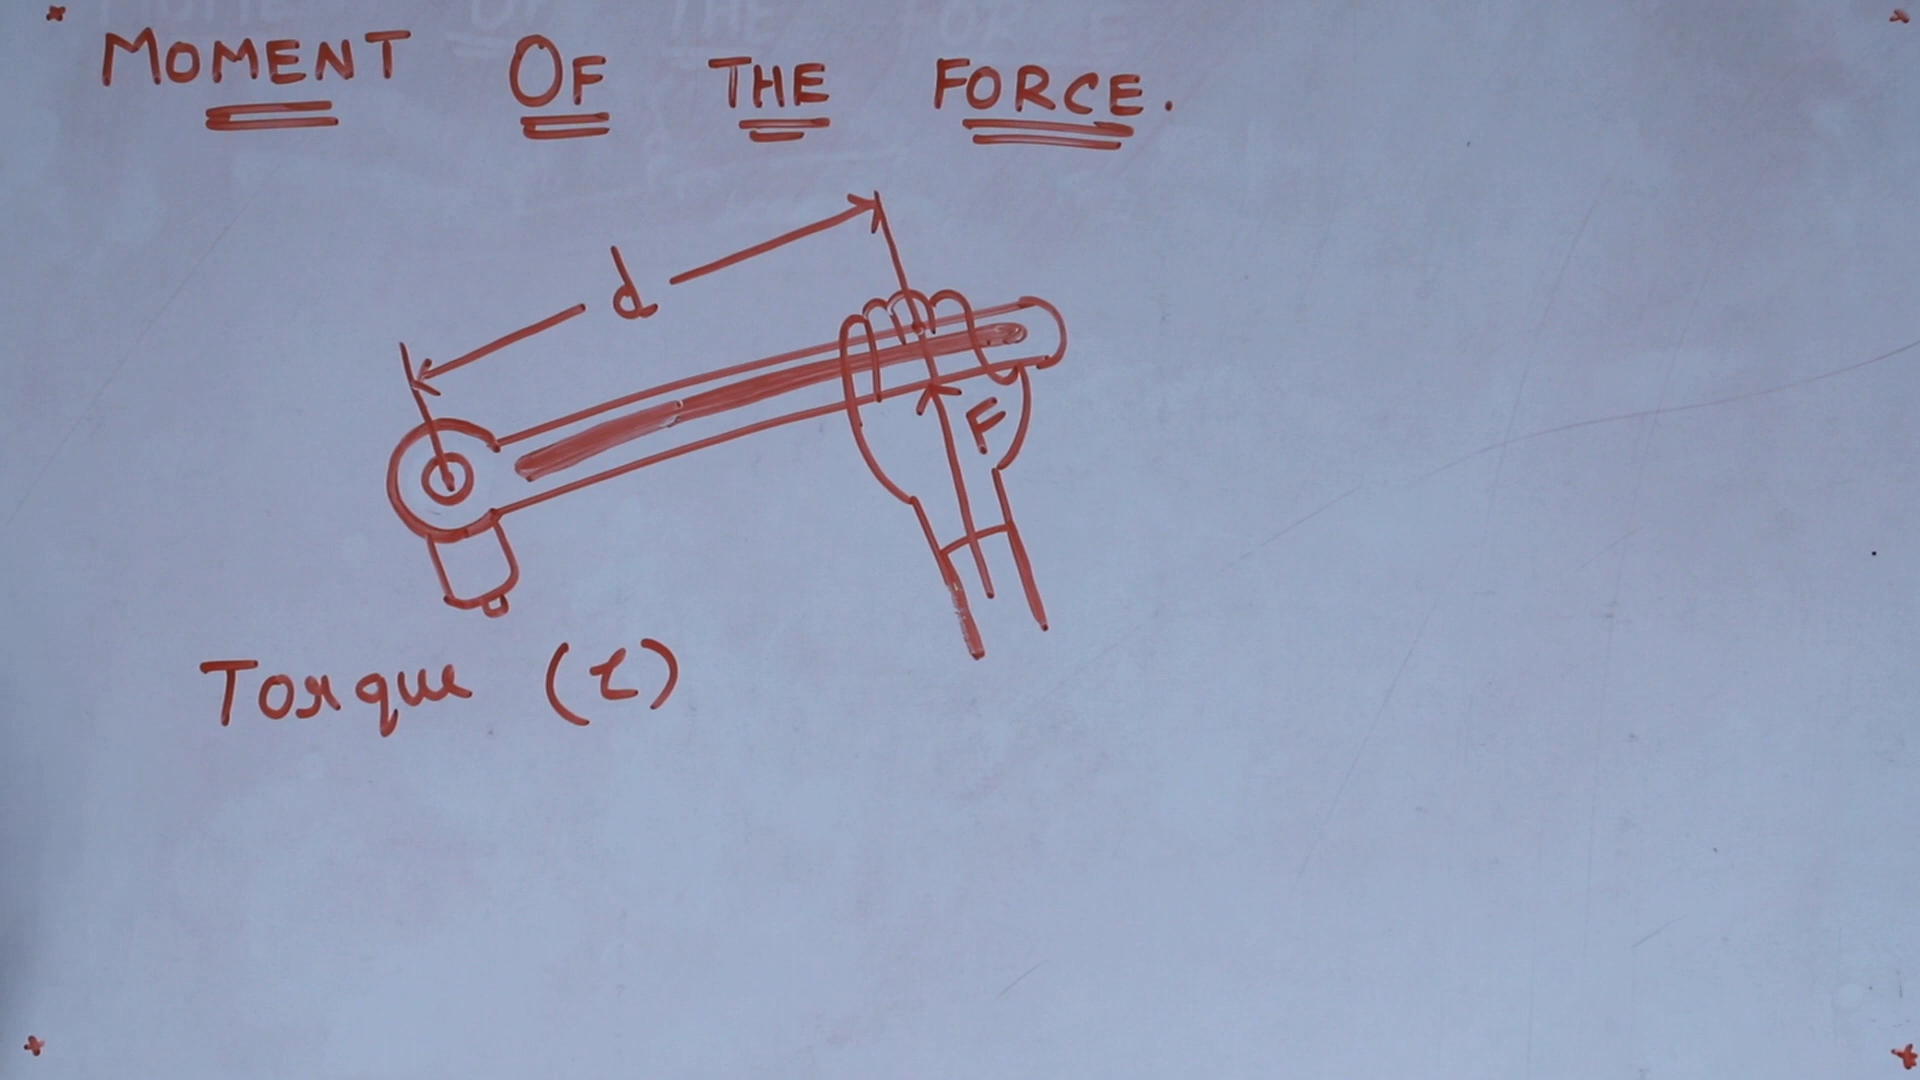 MOMENT OF THE FORCE.
d
F
Torque (τ)